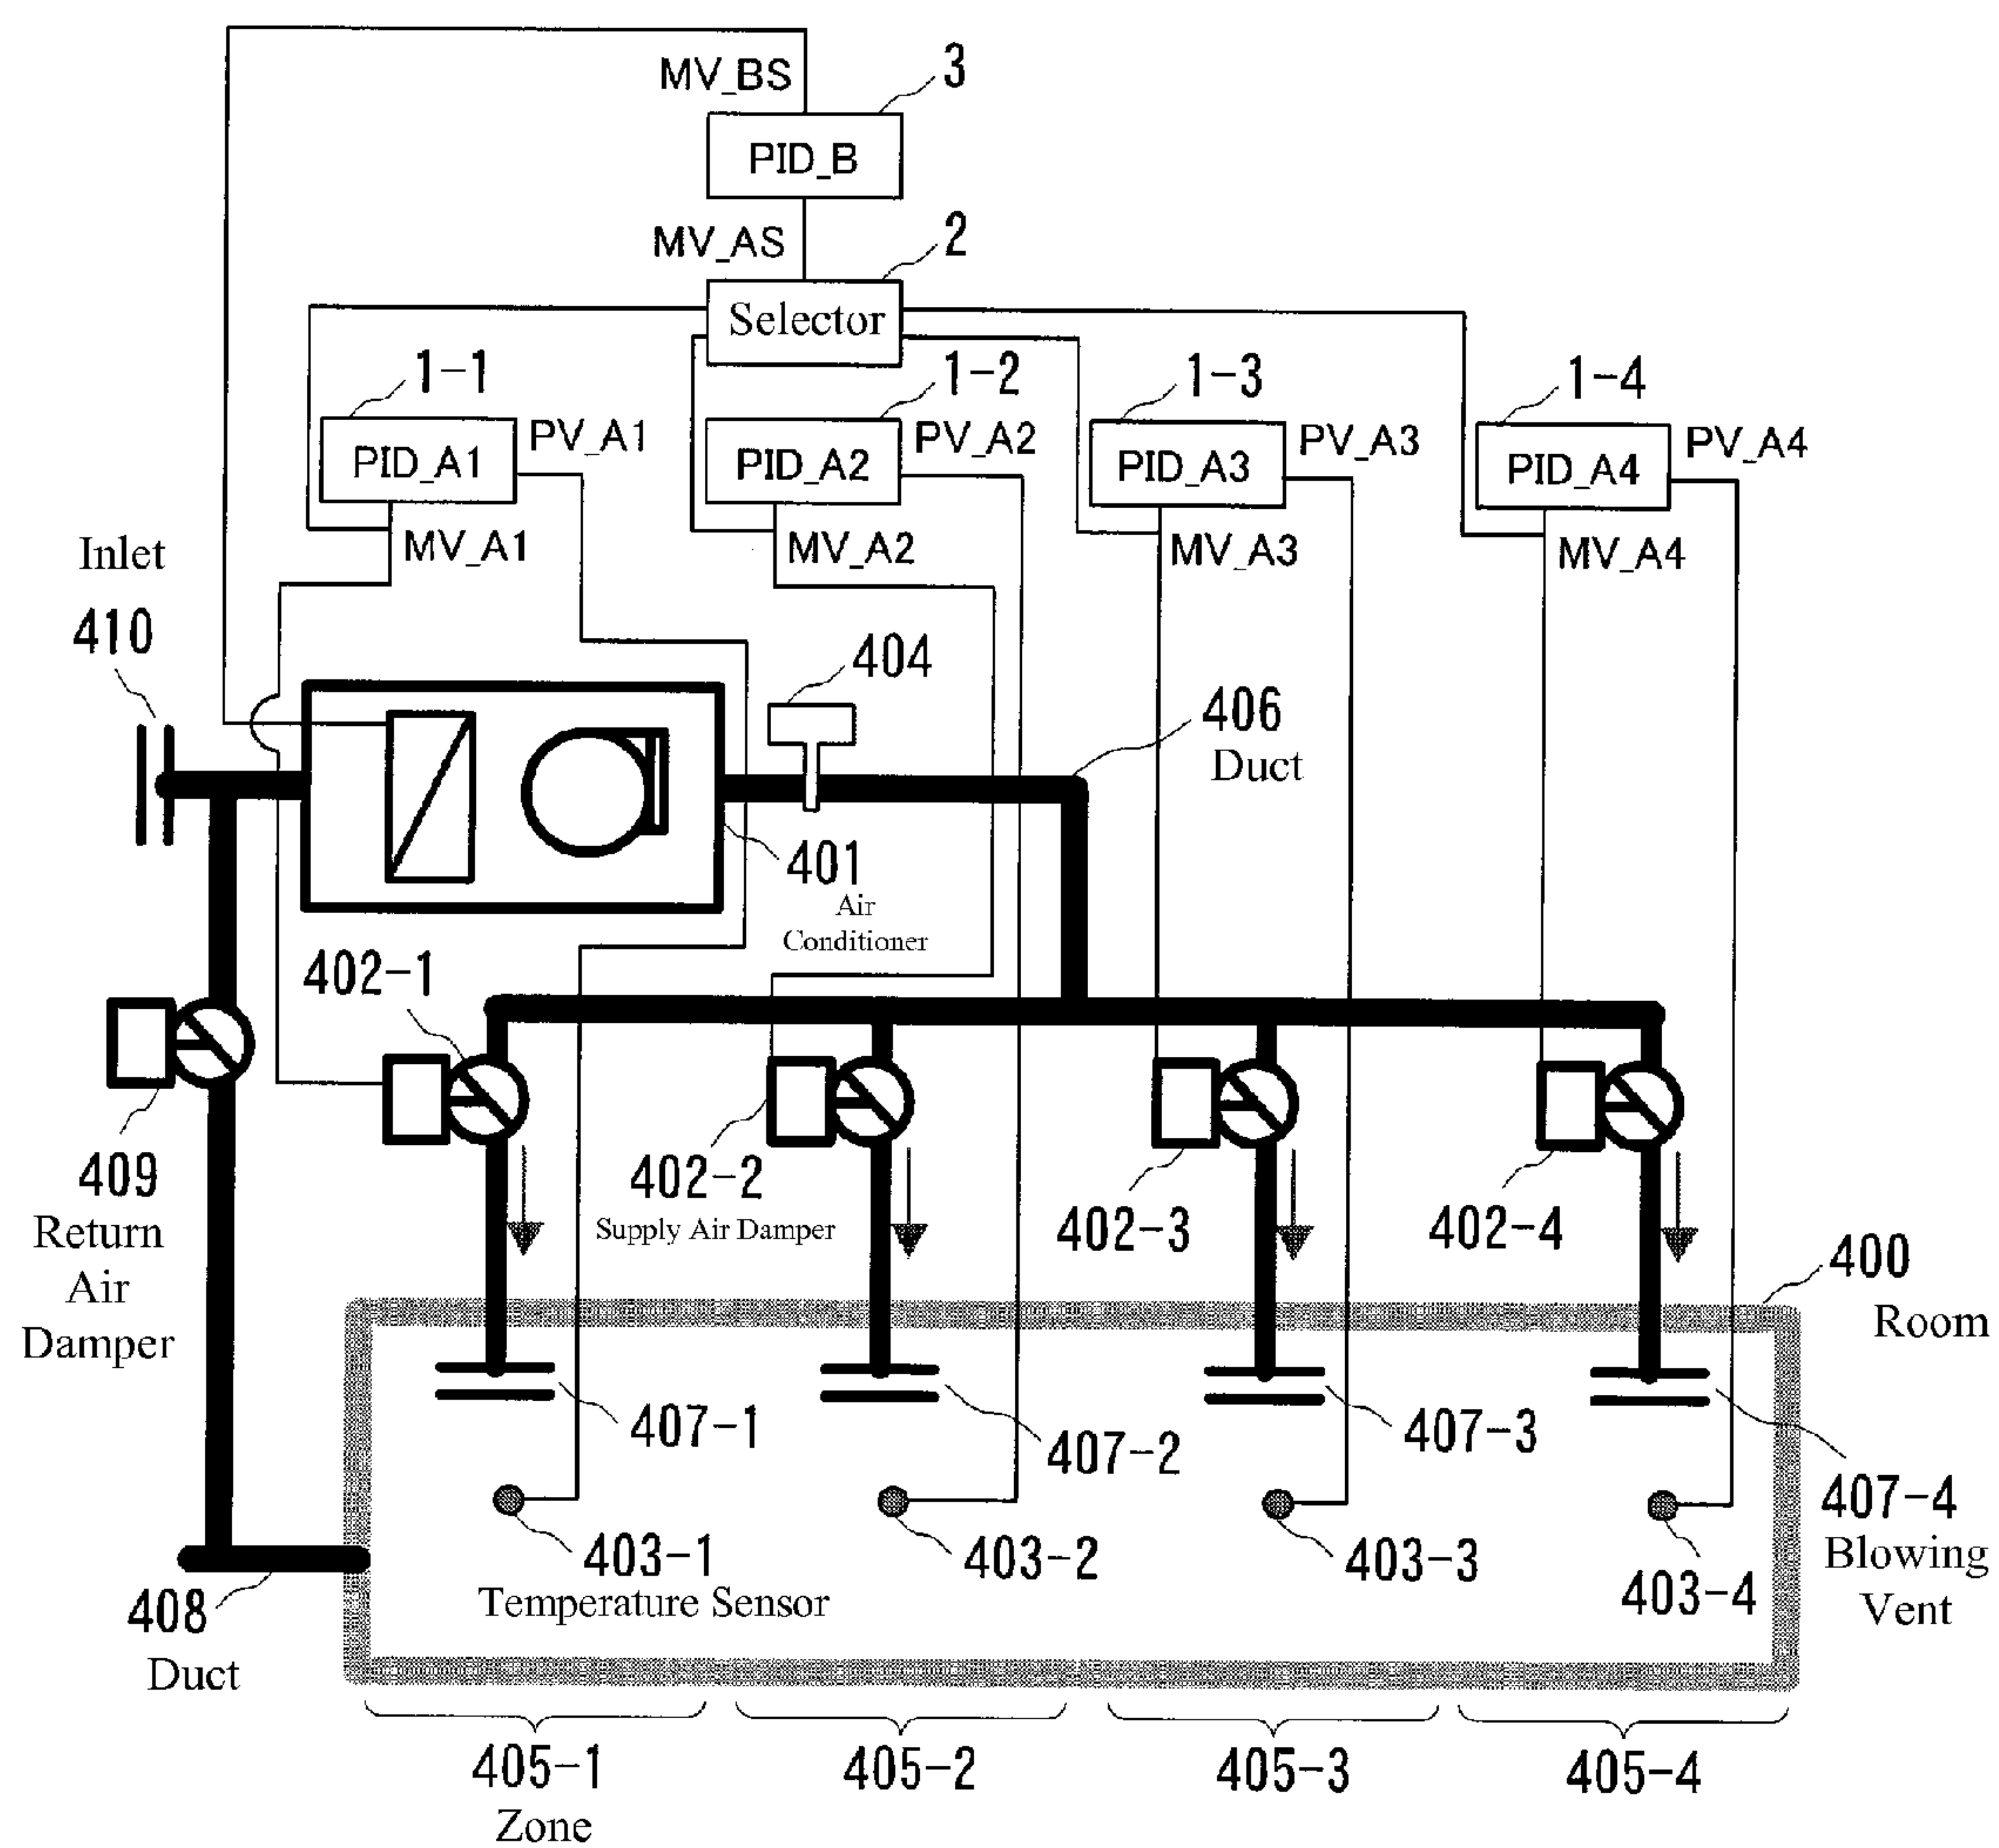 MV_BS
3
PID_B
MV_AS
2
Selector
1-1
1-2
1-3
1-4
PID_A1
PV_A1
PID_A2
PV_A2
PID_A3
PV_A3
PID_A4
PV_A4
MV_A1
MV_A2
MV_A3
MV_A4
Inlet
410
404
406
Duct
401
Air
Conditioner
402-1
409
Return
Air
Damper
402-2
Supply Air Damper
402-3
402-4
400
Room
407-1
407-2
407-3
407-4
Blowing
Vent
403-1
Temperature Sensor
403-2
403-3
403-4
408
Duct
405-1
Zone
405-2
405-3
405-4